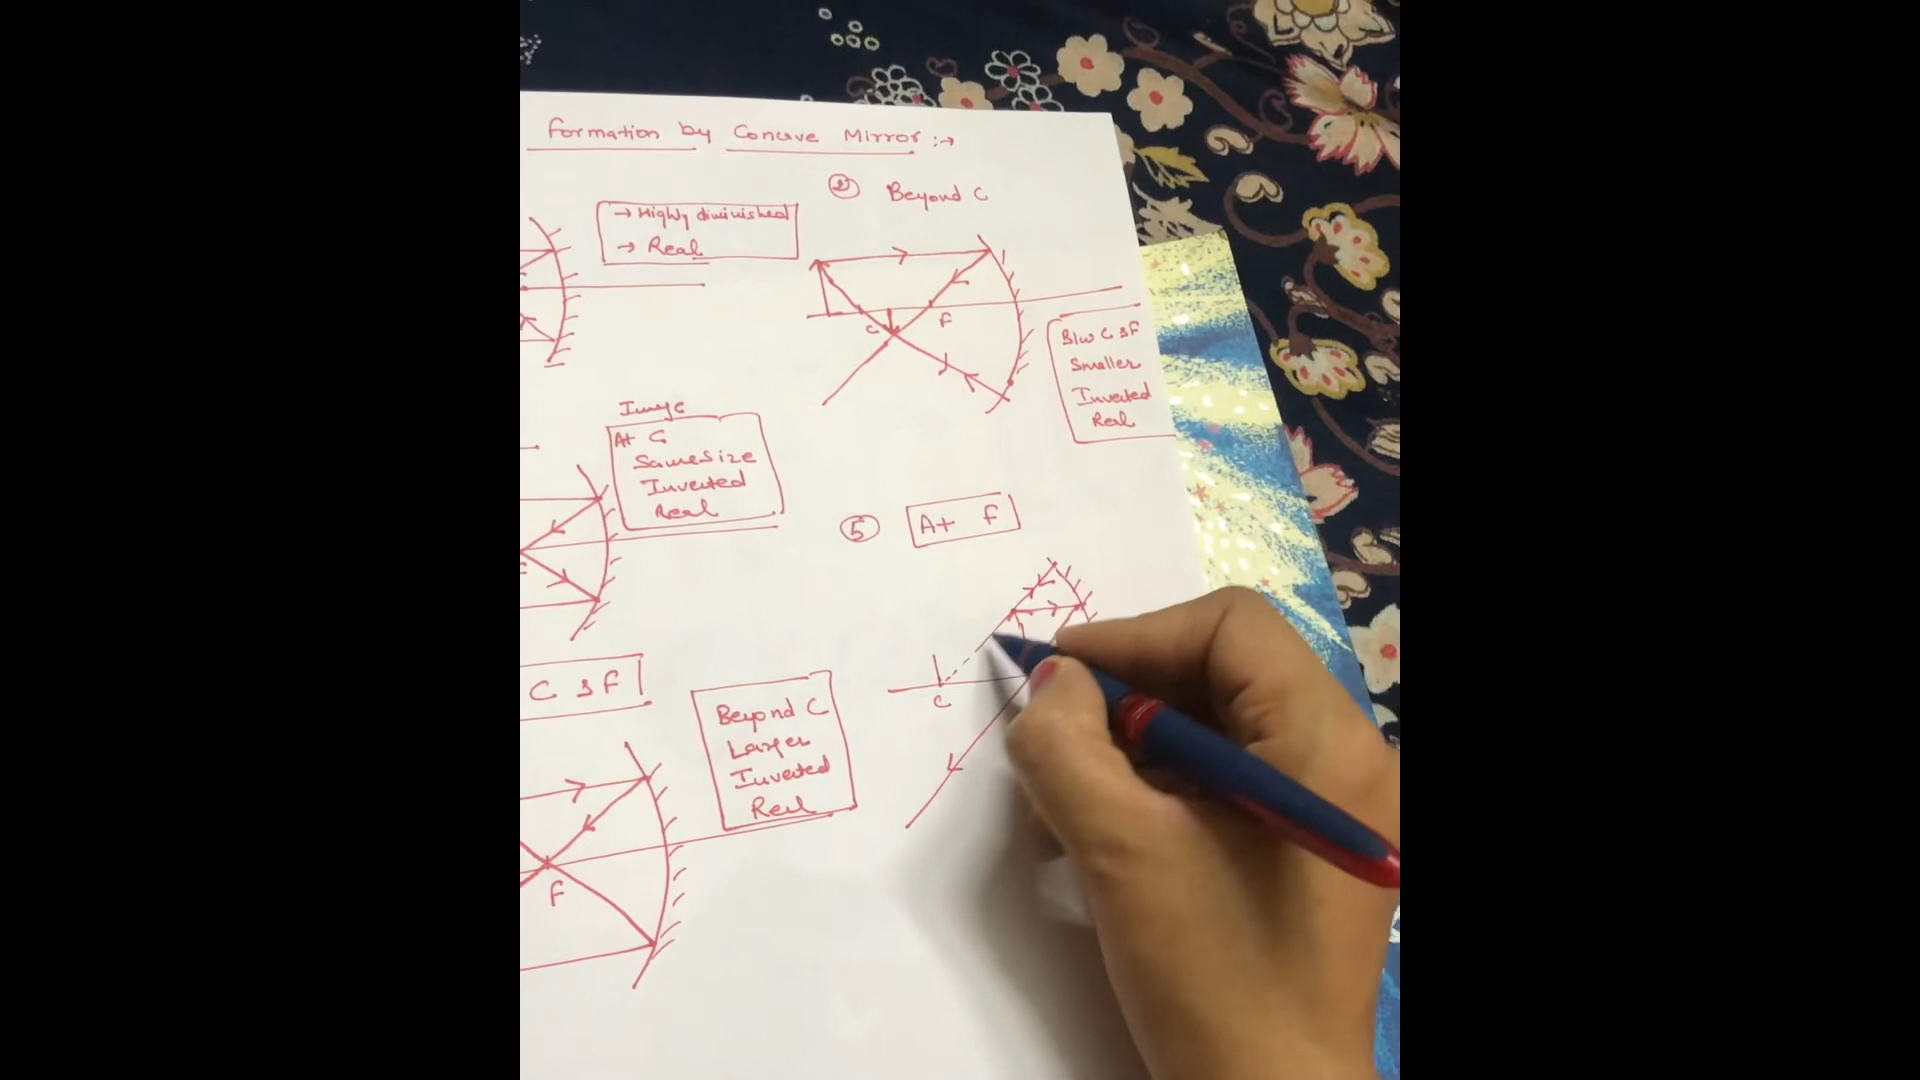 formation by Concave Mirror :→
→ Highly diminished
→ Real
② Beyond C
C F
B/w C & F
Smaller
Inverted
Real
Image
At C
Same size
Inverted
Real
⑤ At F
C
C & F
Beyond C
Larger
Inverted
Real
F